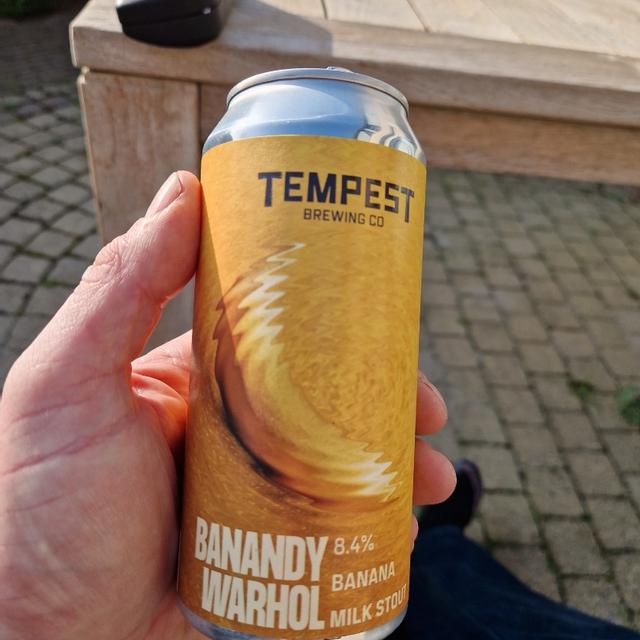 TEMPEST
BREWING CO
BANANDY
WARHOL
8.4%
BANANA
MILK STOUT